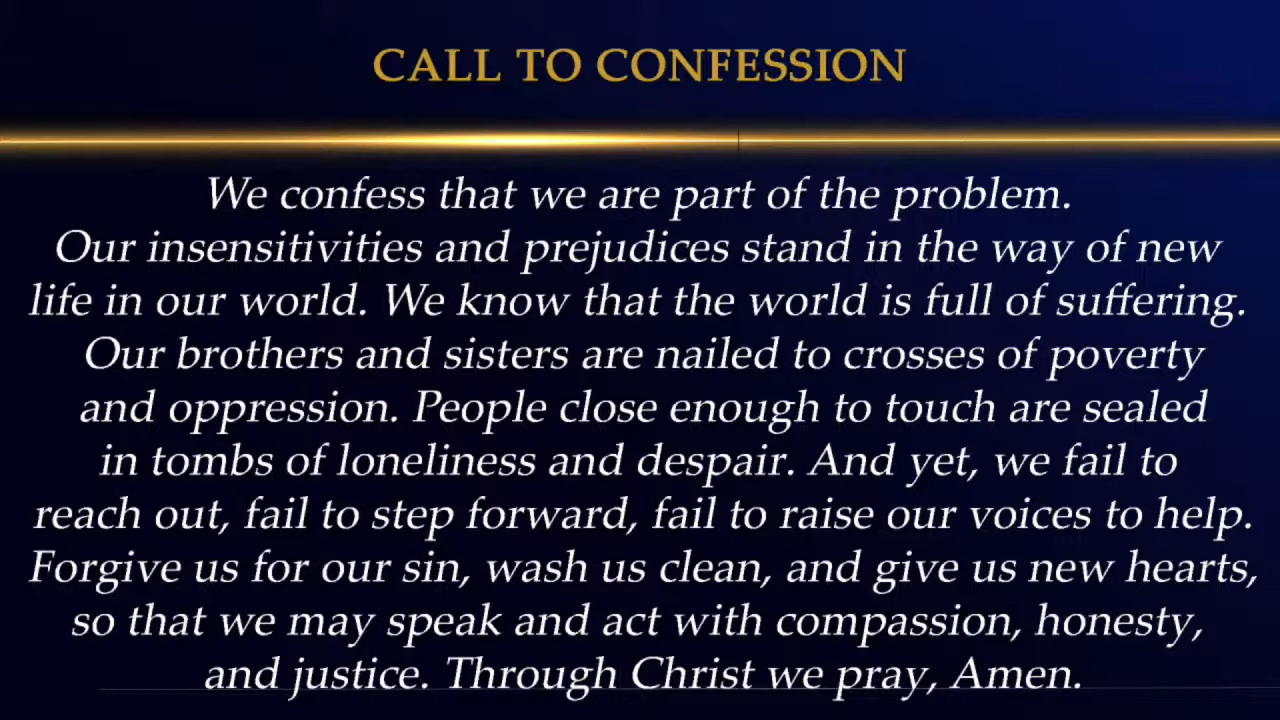 CALL TO CONFESSION
We confess that we are part of the problem.
Our insensitivities and prejudices stand in the way of new
life in our world. We know that the world is full of suffering.
Our brothers and sisters are nailed to crosses of poverty
and oppression. People close enough to touch are sealed
in tombs of loneliness and despair. And yet, we fail to
reach out, fail to step forward, fail to raise our voices to help.
Forgive us for our sin, wash us clean, and give us new hearts,
so that we may speak and act with compassion, honesty,
and justice. Through Christ we pray, Amen.